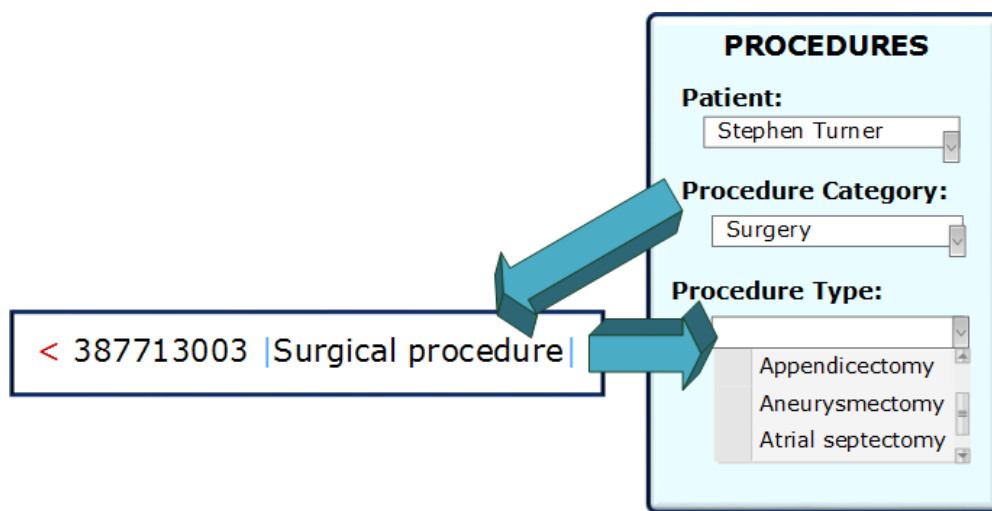 PROCEDURES
Patient:
Stephen Turner
Procedure Category:
Surgery
Procedure Type:
< 387713003 |Surgical procedure|
Appendicectomy
Aneurysmectomy
Atrial septectomy